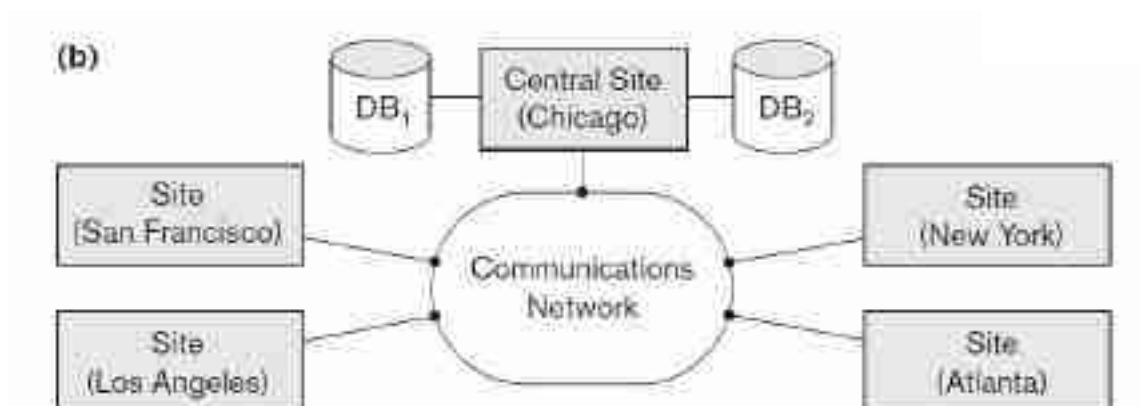 (b)
DB1
Central Site
(Chicago)
DB2
Site
(San Francisco)
Site
(New York)
Communications
Network
Site
(Los Angeles)
Site
(Atlanta)